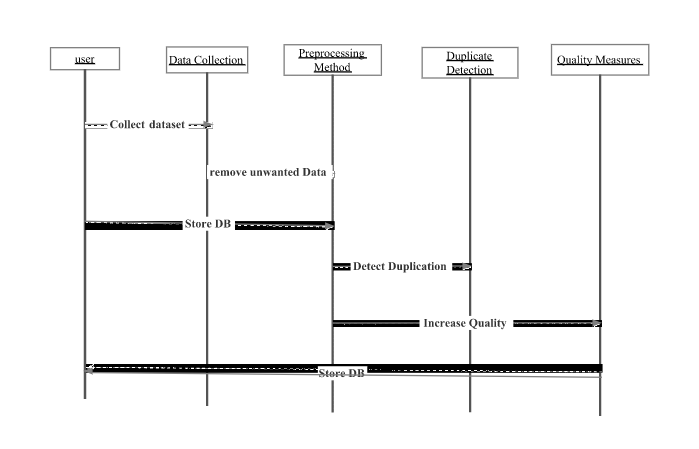 user
Data Collection
Preprocessing
Method
Duplicate
Detection
Quality Measures
Collect dataset
remove unwanted Data
Store DB
Detect Duplication
Increase Quality
Store DB